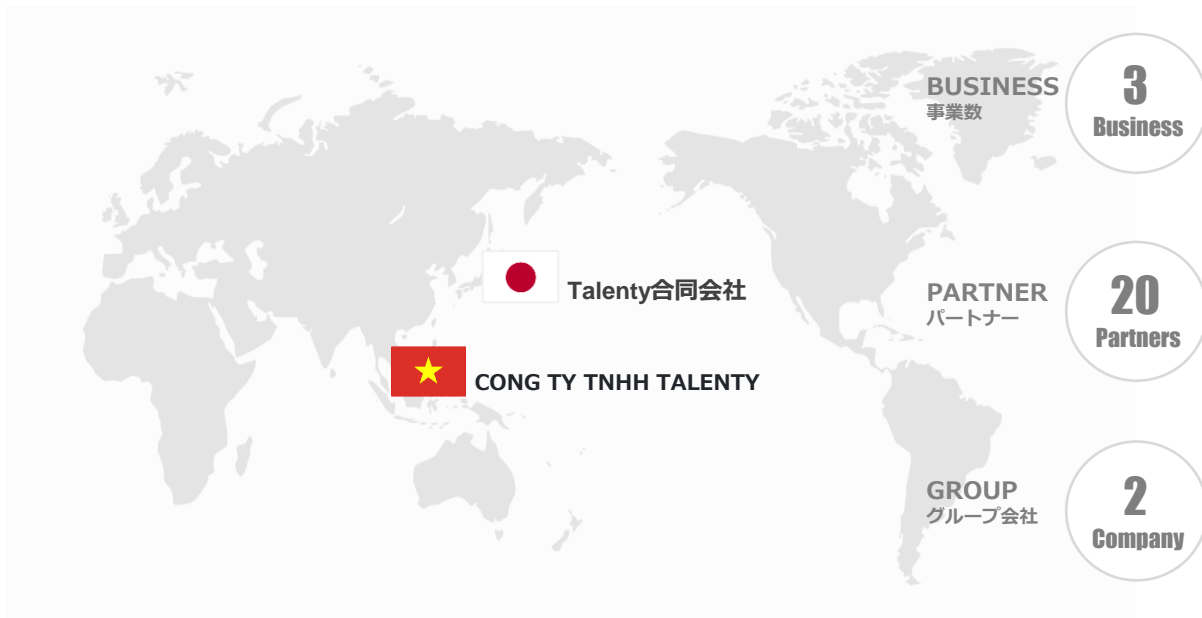 BUSINESS
事業数
3
Business
Talenty合同会社
PARTNER
パートナー
20
Partners
CONG TY TNHH TALENTY
GROUP
グループ会社
2
Company